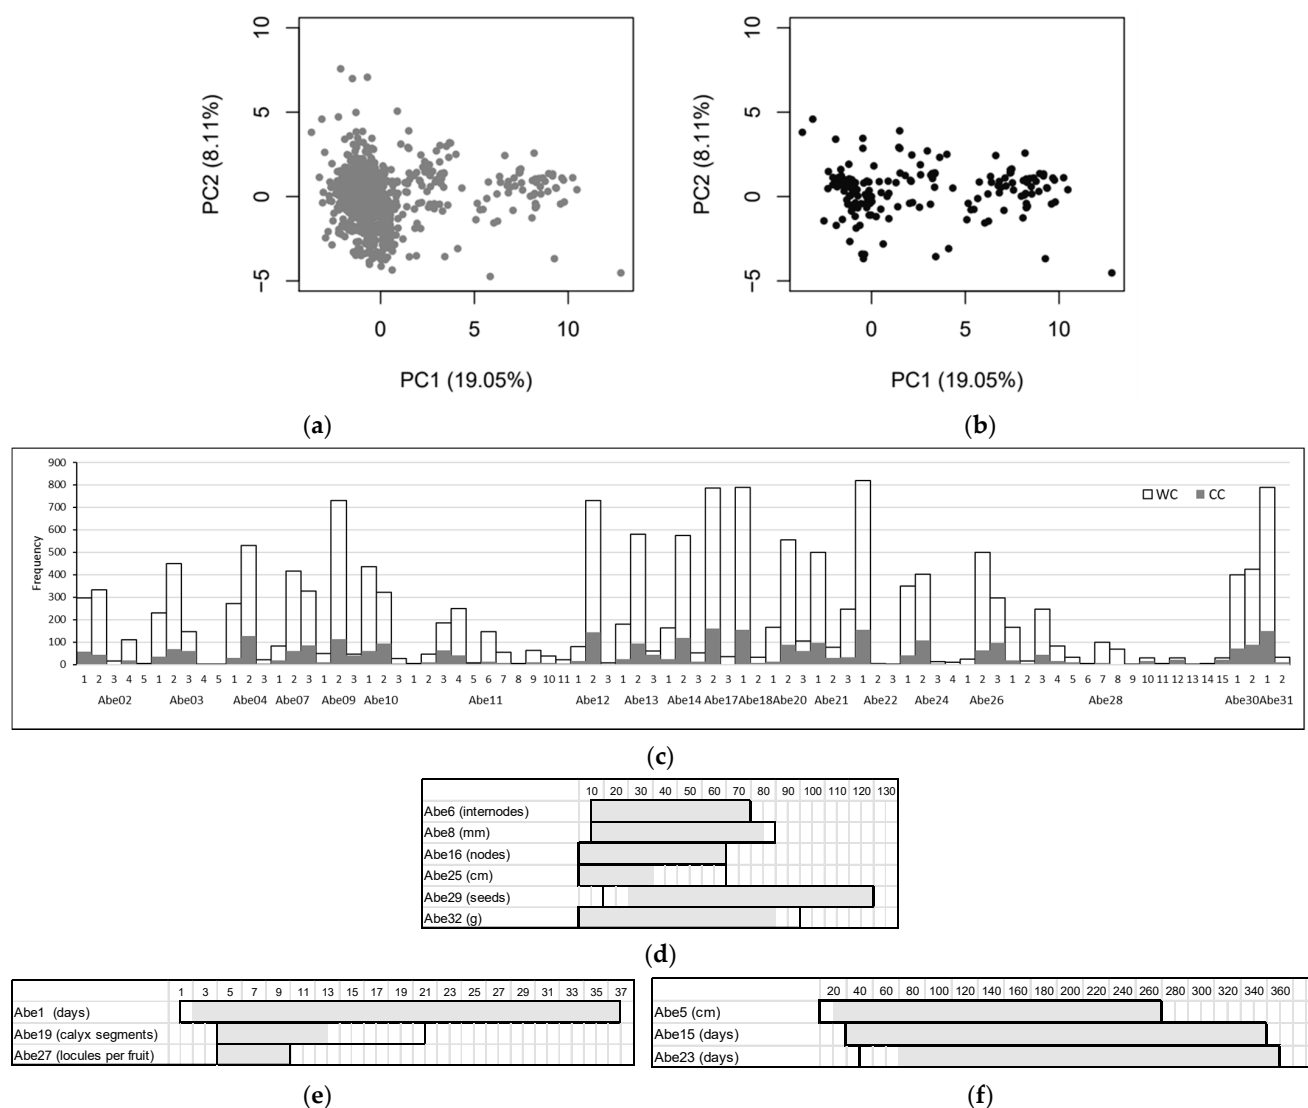 10
5
0
−5
PC2 (8.11%)
0 5 10
PC1 (19.05%)
(a)
10
5
0
−5
PC2 (8.11%)
0 5 10
PC1 (19.05%)
(b)
900
800
700
600
500
400
300
200
100
0
Frequency
WC CC
1 2 3 4 5 1 2 3 4 5 1 2 3 1 2 3 1 2 3 1 2 3 1 2 3 4 5 6 7 8 9 10 11 1 2 3 1 2 3 1 2 3 2 3 1 2 1 2 3 1 2 3 1 2 3 1 2 3 4 1 2 3 1 2 3 4 5 6 7 8 9 10 11 12 13 14 15 1 2 1 2
Abe02 Abe03 Abe04 Abe07 Abe09 Abe10 Abe11 Abe12 Abe13 Abe14 Abe17 Abe18 Abe20 Abe21 Abe22 Abe24 Abe26 Abe28 Abe30 Abe31
(c)
10 20 30 40 50 60 70 80 90 100 110 120 130
Abe6 (internodes)
Abe8 (mm)
Abe16 (nodes)
Abe25 (cm)
Abe29 (seeds)
Abe32 (g)
(d)
1 3 5 7 9 11 13 15 17 19 21 23 25 27 29 31 33 35 37
Abe1 (days)
Abe19 (calyx segments)
Abe27 (locules per fruit)
(e)
20 40 60 80 100 120 140 160 180 200 220 240 260 280 300 320 340 360
Abe5 (cm)
Abe15 (days)
Abe23 (days)
(f)